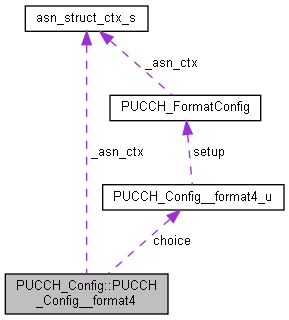 asn_struct_ctx_s
_asn_ctx
PUCCH_FormatConfig
_asn_ctx
setup
PUCCH_Config__format4_u
choice
PUCCH_Config::PUCCH
_Config__format4